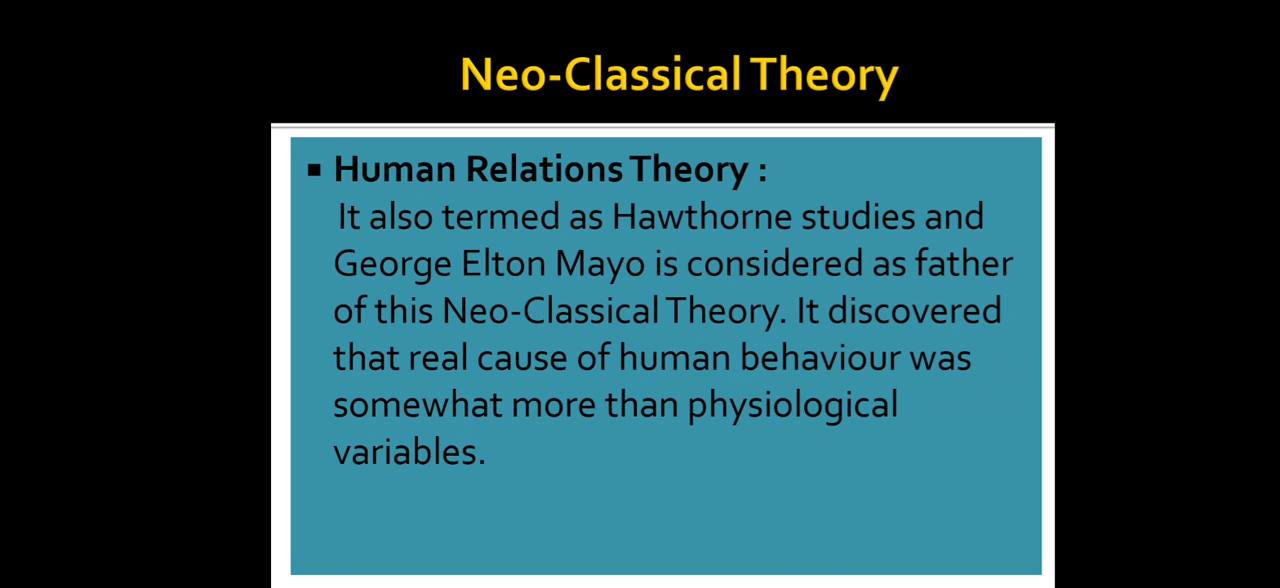 Neo-Classical Theory
▪ Human Relations Theory :
It also termed as Hawthorne studies and
George Elton Mayo is considered as father
of this Neo-Classical Theory. It discovered
that real cause of human behaviour was
somewhat more than physiological
variables.